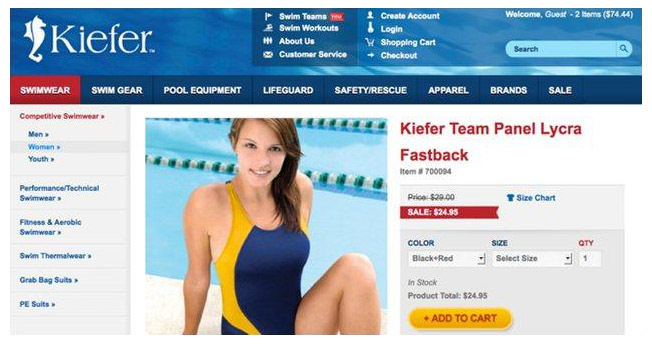 Kiefer™
Swim Teams
Swim Workouts
About Us
Customer Service
Create Account
Login
Shopping Cart
Checkout
Welcome, Guest - 2 Items ($74.44)
Search
SWIMWEAR
SWIM GEAR
POOL EQUIPMENT
LIFEGUARD
SAFETY/RESCUE
APPAREL
BRANDS
SALE
Competitive Swimwear »
Men »
Women »
Youth »
Performance/Technical
Swimwear »
Fitness & Aerobic
Swimwear »
Swim Thermalwear »
Grab Bag Suits »
PE Suits »
Kiefer Team Panel Lycra
Fastback
Item # 700094
Price: $29.00
Size Chart
SALE: $24.95
COLOR
SIZE
QTY
Black+Red
Select Size
1
In Stock
Product Total: $24.95
+ ADD TO CART